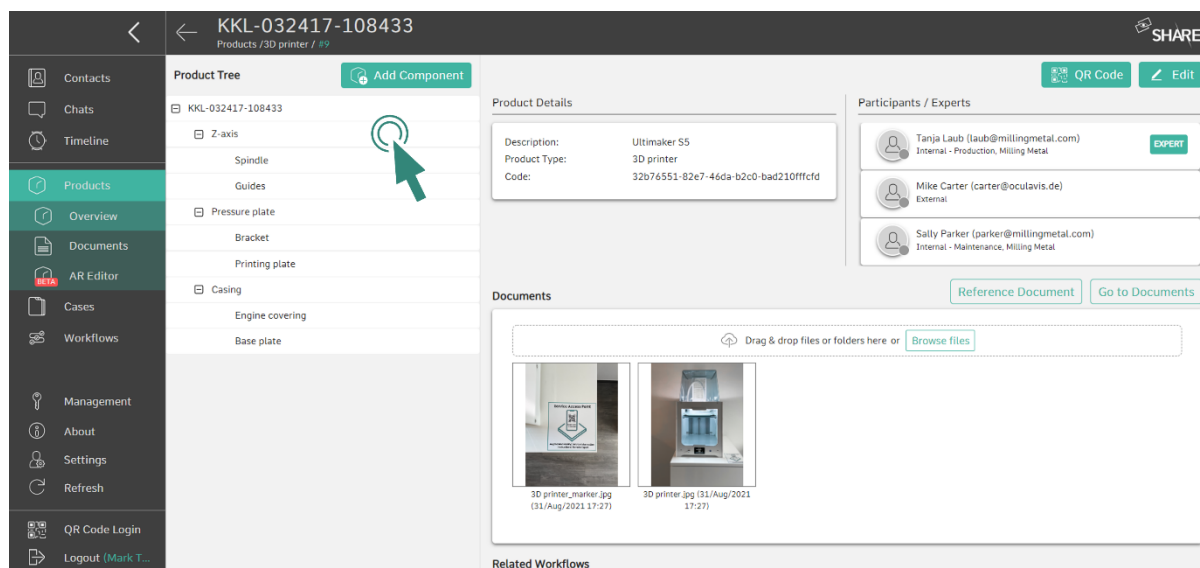 KKL-032417-108433
Products /3D printer / #9
SHARE
Contacts
Chats
Timeline
Products
Overview
Documents
BETA
AR Editor
Cases
Workflows
Management
About
Settings
Refresh
QR Code Login
Logout (Mark T...
Product Tree
Add Component
KKL-032417-108433
Z-axis
Spindle
Guides
Pressure plate
Bracket
Printing plate
Casing
Engine covering
Base plate
QR Code
Edit
Product Details
Description: Ultimaker S5
Product Type: 3D printer
Code: 32b76551-82e7-46da-b2c0-bad210fffcfd
Participants / Experts
Tanja Laub (laub@millingmetal.com)
Internal - Production, Milling Metal
EXPERT
Mike Carter (carter@oculavis.de)
External
Sally Parker (parker@millingmetal.com)
Internal - Maintenance, Milling Metal
Documents
Reference Document
Go to Documents
Drag & drop files or folders here or Browse files
Service Access Point
3D printer_marker.jpg
(31/Aug/2021 17:27)
3D printer.jpg (31/Aug/2021
17:27)
Related Workflows